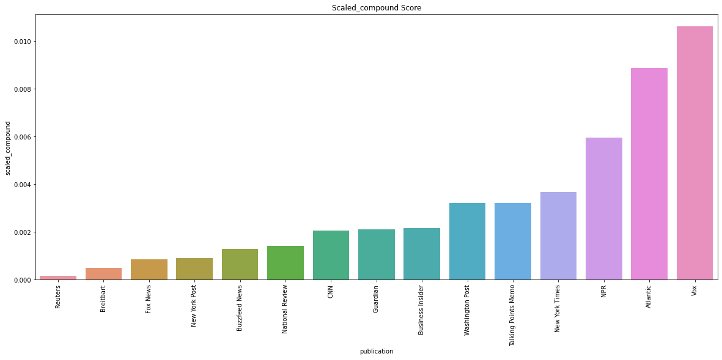 Scaled_compound Score
scaled_compound
0.010
0.008
0.006
0.004
0.002
0.000
Reuters
Breitbart
Fox News
New York Post
Buzzfeed News
National Review
CNN
Guardian
Business Insider
Washington Post
Talking Points Memo
New York Times
NPR
Atlantic
Vox
publication